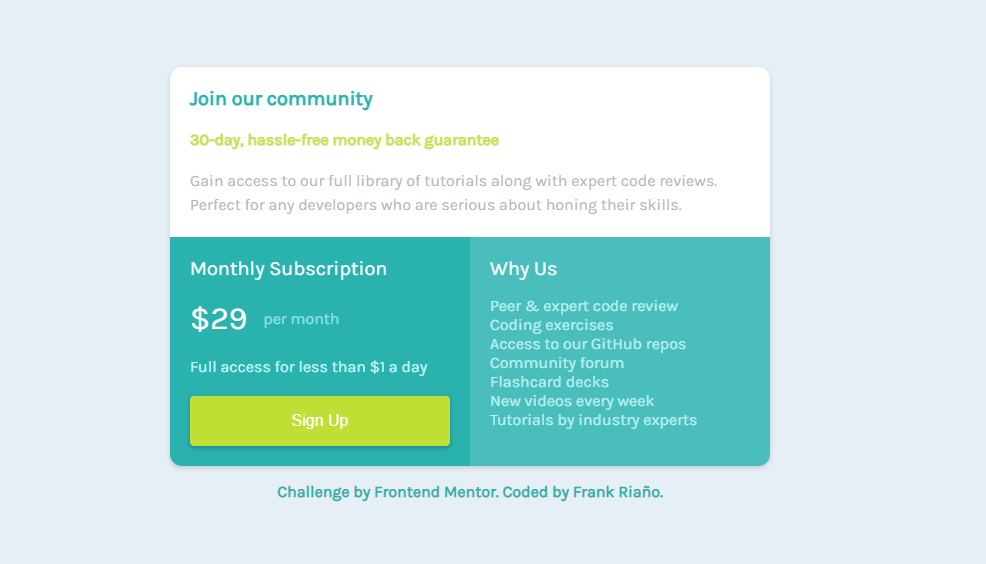 Join our community
30-day, hassle-free money back guarantee
Gain access to our full library of tutorials along with expert code reviews.
Perfect for any developers who are serious about honing their skills.
Monthly Subscription
$29 per month
Full access for less than $1 a day
Sign Up
Why Us
Peer & expert code review
Coding exercises
Access to our GitHub repos
Community forum
Flashcard decks
New videos every week
Tutorials by industry experts
Challenge by Frontend Mentor. Coded by Frank Riaño.